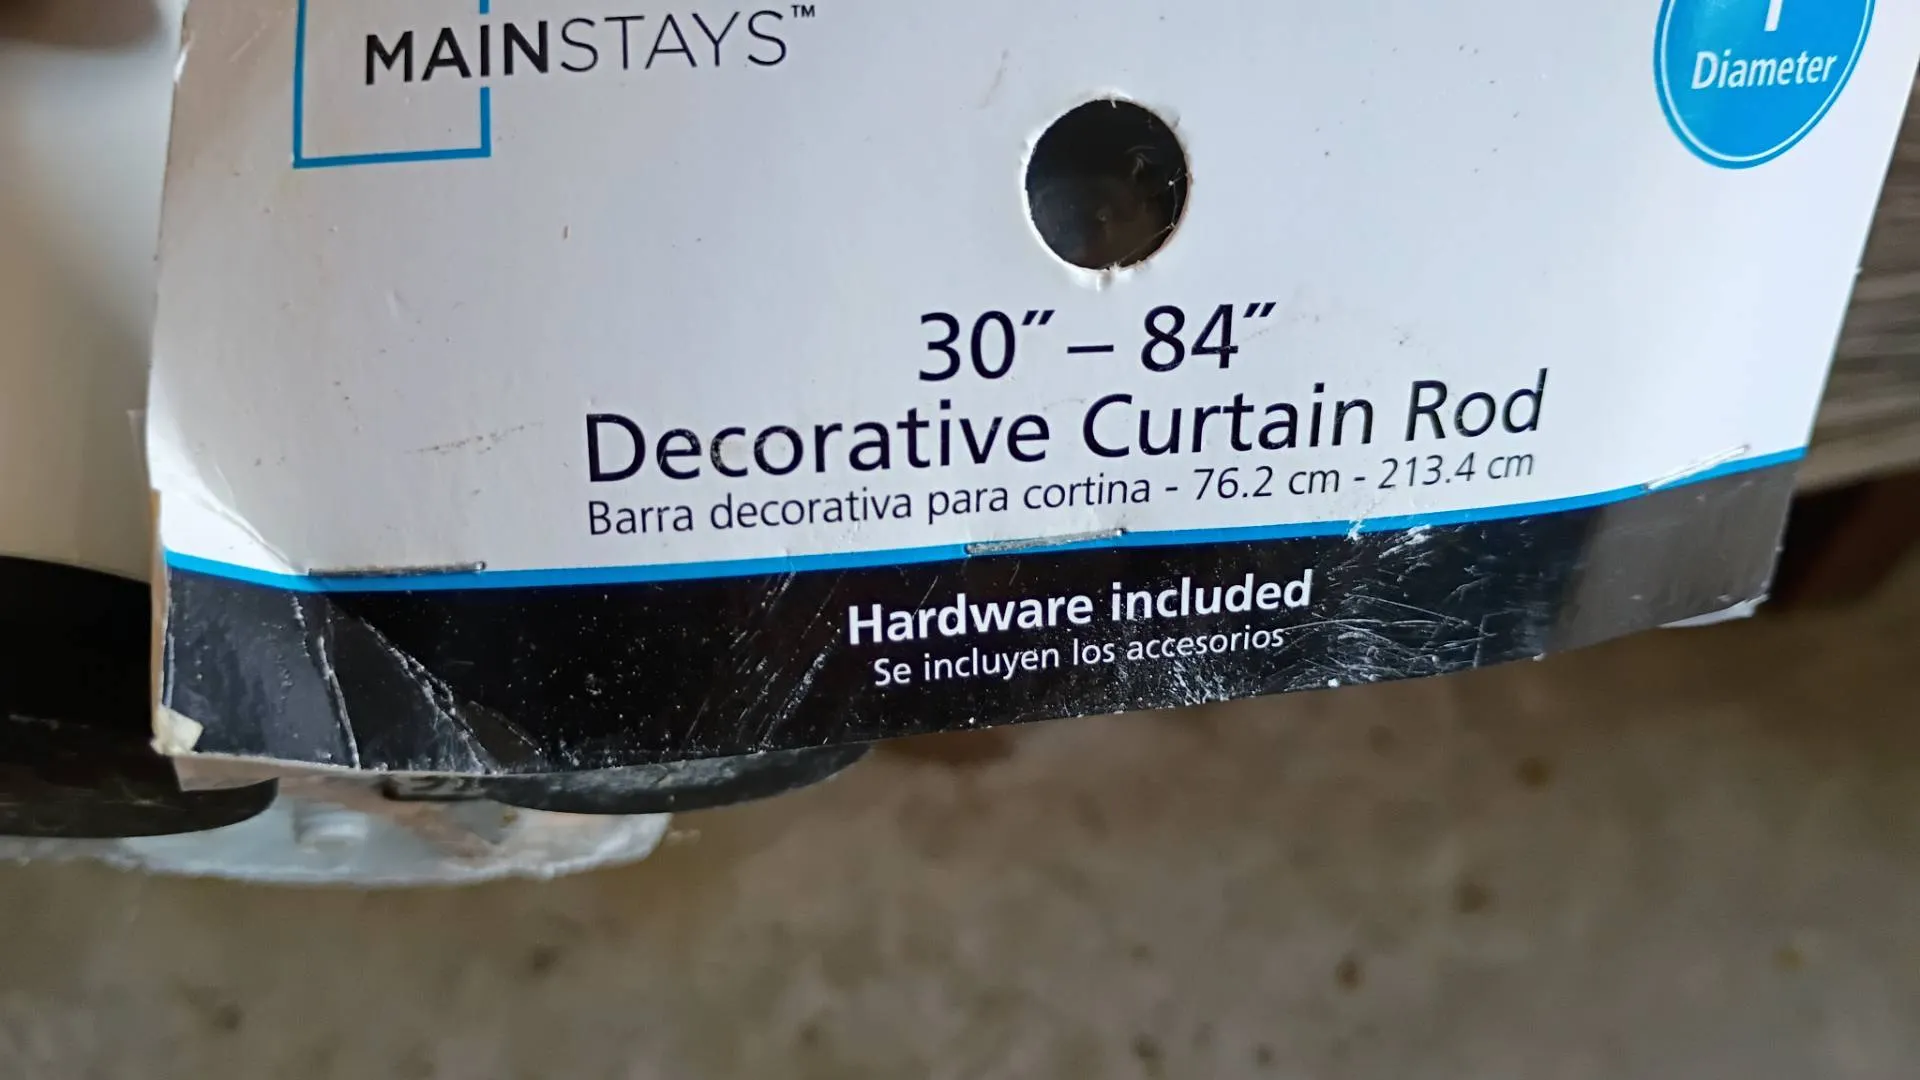 MAINSTAYS™
Diameter
30″ – 84″
Decorative Curtain Rod
Barra decorativa para cortina - 76.2 cm - 213.4 cm
Hardware included
Se incluyen los accesorios